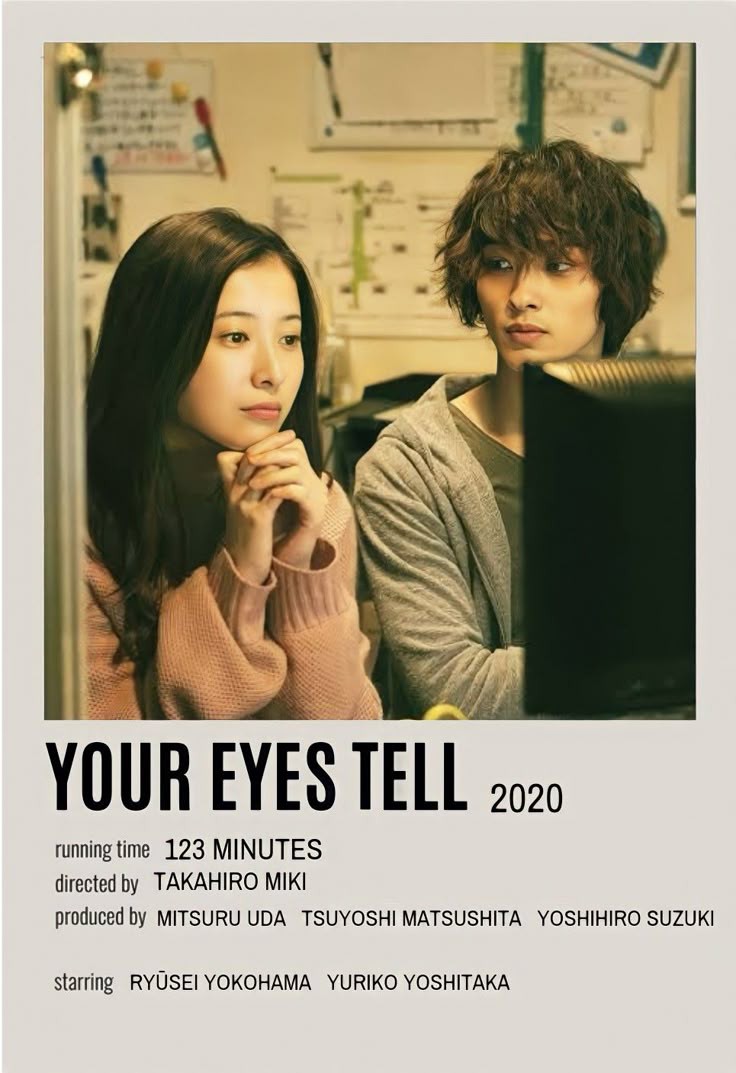 YOUR EYES TELL 2020
running time 123 MINUTES
directed by TAKAHIRO MIKI
produced by MITSURU UDA TSUYOSHI MATSUSHITA YOSHIHIRO SUZUKI
starring RYŪSEI YOKOHAMA YURIKO YOSHITAKA